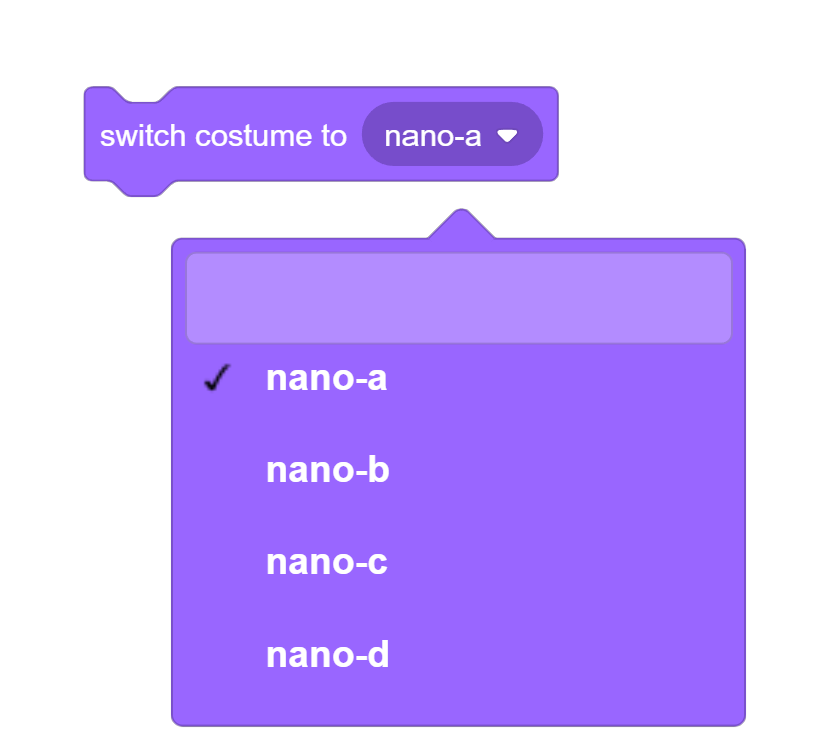 switch costume to nano-a
nano-a
nano-b
nano-c
nano-d